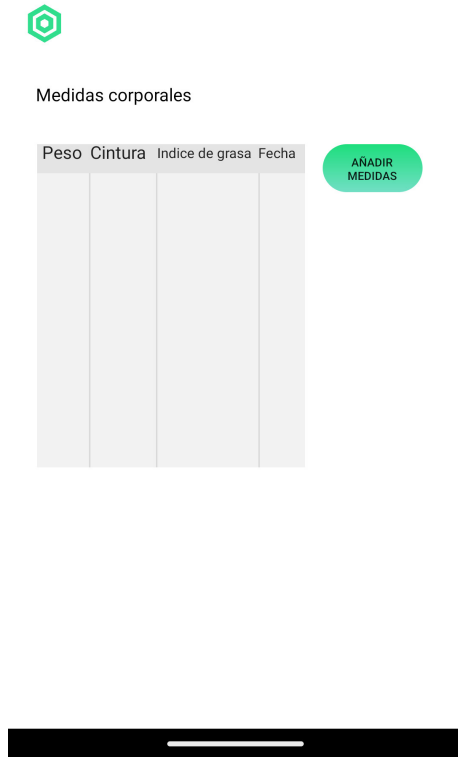 Medidas corporales
Peso Cintura Indice de grasa Fecha
AÑADIR
MEDIDAS